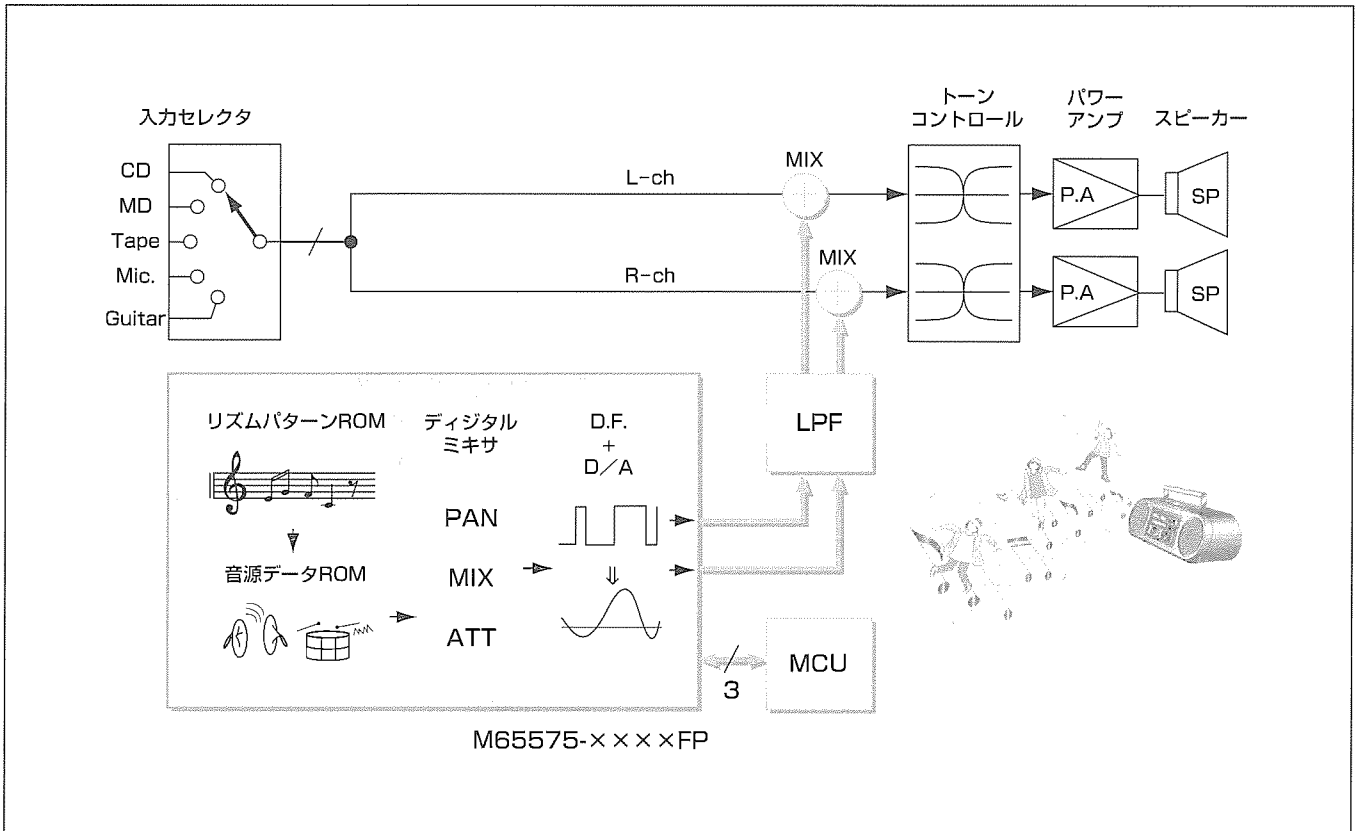 入力セレクタ
CD
MD
Tape
Mic.
Guitar
L-ch
R-ch
MIX
MIX
トーン
コントロール
パワー
アンプ
スピーカー
P.A
SP
P.A
SP
リズムパターンROM
音源データROM
ディジタル
ミキサ
PAN
MIX
ATT
D.F.
+
D/A
LPF
MCU
3
M65575-××××FP